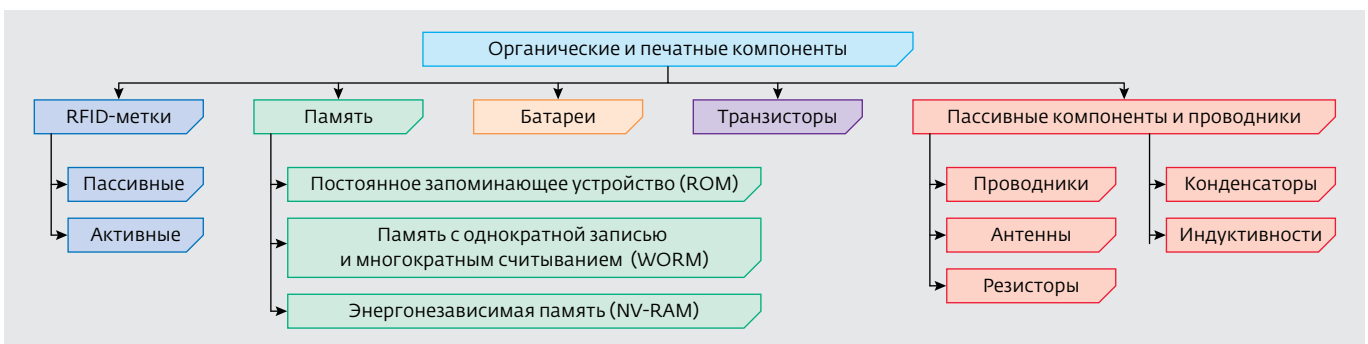 Органические и печатные компоненты
RFID-метки
Память
Батареи
Транзисторы
Пассивные компоненты и проводники
Пассивные
Активные
Постоянное запоминающее устройство (ROM)
Память с однократной записью
и многократным считыванием (WORM)
Энергонезависимая память (NV-RAM)
Проводники
Антенны
Резисторы
Конденсаторы
Индуктивности